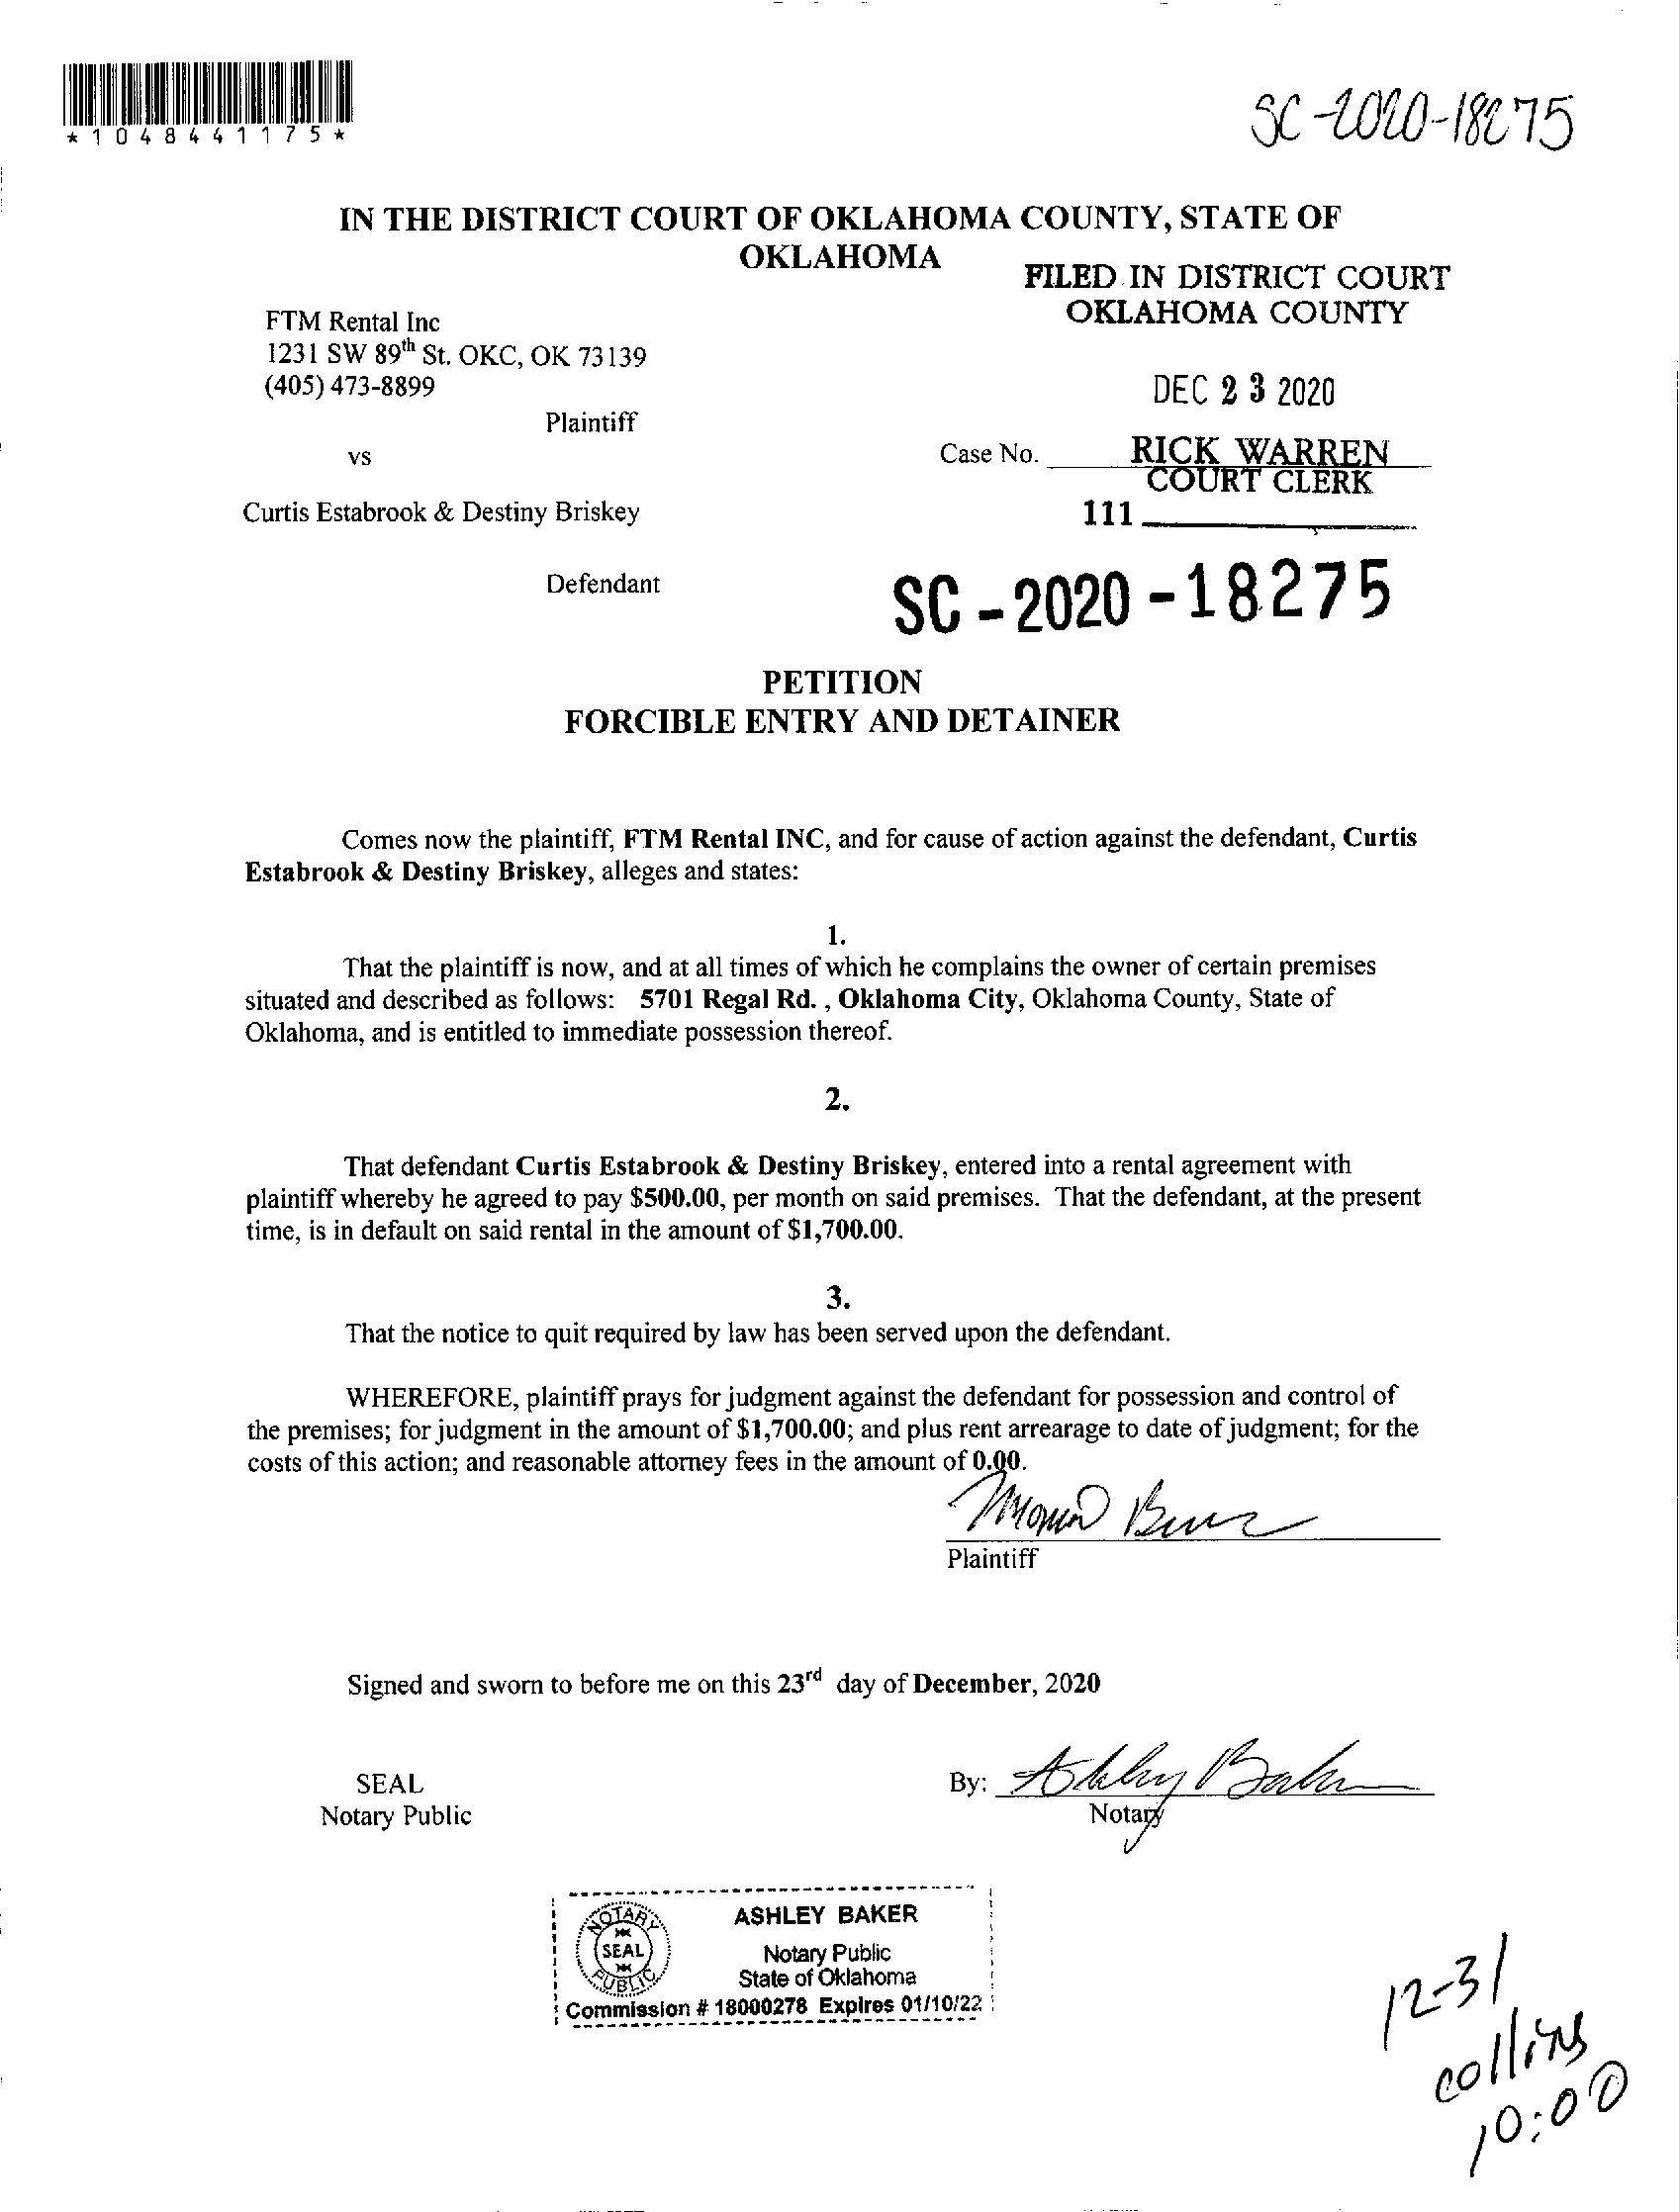 *1048441175*
SC-2020-18275
IN THE DISTRICT COURT OF OKLAHOMA COUNTY, STATE OF
OKLAHOMA
FILED IN DISTRICT COURT
OKLAHOMA COUNTY
FTM Rental Inc
1231 SW 89th St. OKC, OK 73139
(405) 473-8899
DEC 23 2020
Plaintiff
vs
Case No.
RICK WARREN
COURT CLERK
Curtis Estabrook & Destiny Briskey
111
Defendant
SC-2020-18275
PETITION
FORCIBLE ENTRY AND DETAINER
Comes now the plaintiff, FTM Rental INC, and for cause of action against the defendant, Curtis
Estabrook & Destiny Briskey, alleges and states:
1.
That the plaintiff is now, and at all times of which he complains the owner of certain premises
situated and described as follows: 5701 Regal Rd. , Oklahoma City, Oklahoma County, State of
Oklahoma, and is entitled to immediate possession thereof.
2.
That defendant Curtis Estabrook & Destiny Briskey, entered into a rental agreement with
plaintiff whereby he agreed to pay $500.00, per month on said premises. That the defendant, at the present
time, is in default on said rental in the amount of $1,700.00.
3.
That the notice to quit required by law has been served upon the defendant.
WHEREFORE, plaintiff prays for judgment against the defendant for possession and control of
the premises; for judgment in the amount of $1,700.00; and plus rent arrearage to date of judgment; for the
costs of this action; and reasonable attorney fees in the amount of 0.00.
Plaintiff
Signed and sworn to before me on this 23rd day of December, 2020
SEAL
Notary Public
By: Ashley Baker
Notary
NOTARY
SEAL
PUBLIC
ASHLEY BAKER
Notary Public
State of Oklahoma
Commission # 18000278 Expires 01/10/22
12-31
collins
10:00